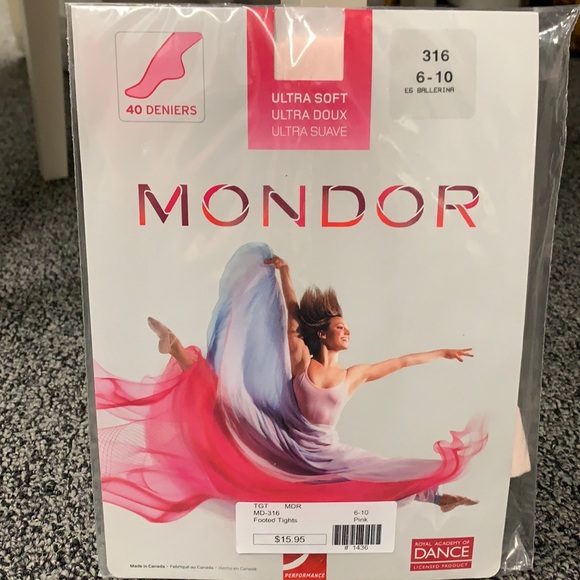 40 DENIERS
ULTRA SOFT
ULTRA DOUX
ULTRA SUAVE
316
6-10
E6 BALLERINA
MONDOR
TGT MDR
MD-316 6-10
Footed Tights Pink
$15.95
# 1436
PERFORMANCE
Made in Canada - Fabriqué au Canada - Hecho en Canadá
ROYAL ACADEMY OF
DANCE
LICENSED PRODUCT